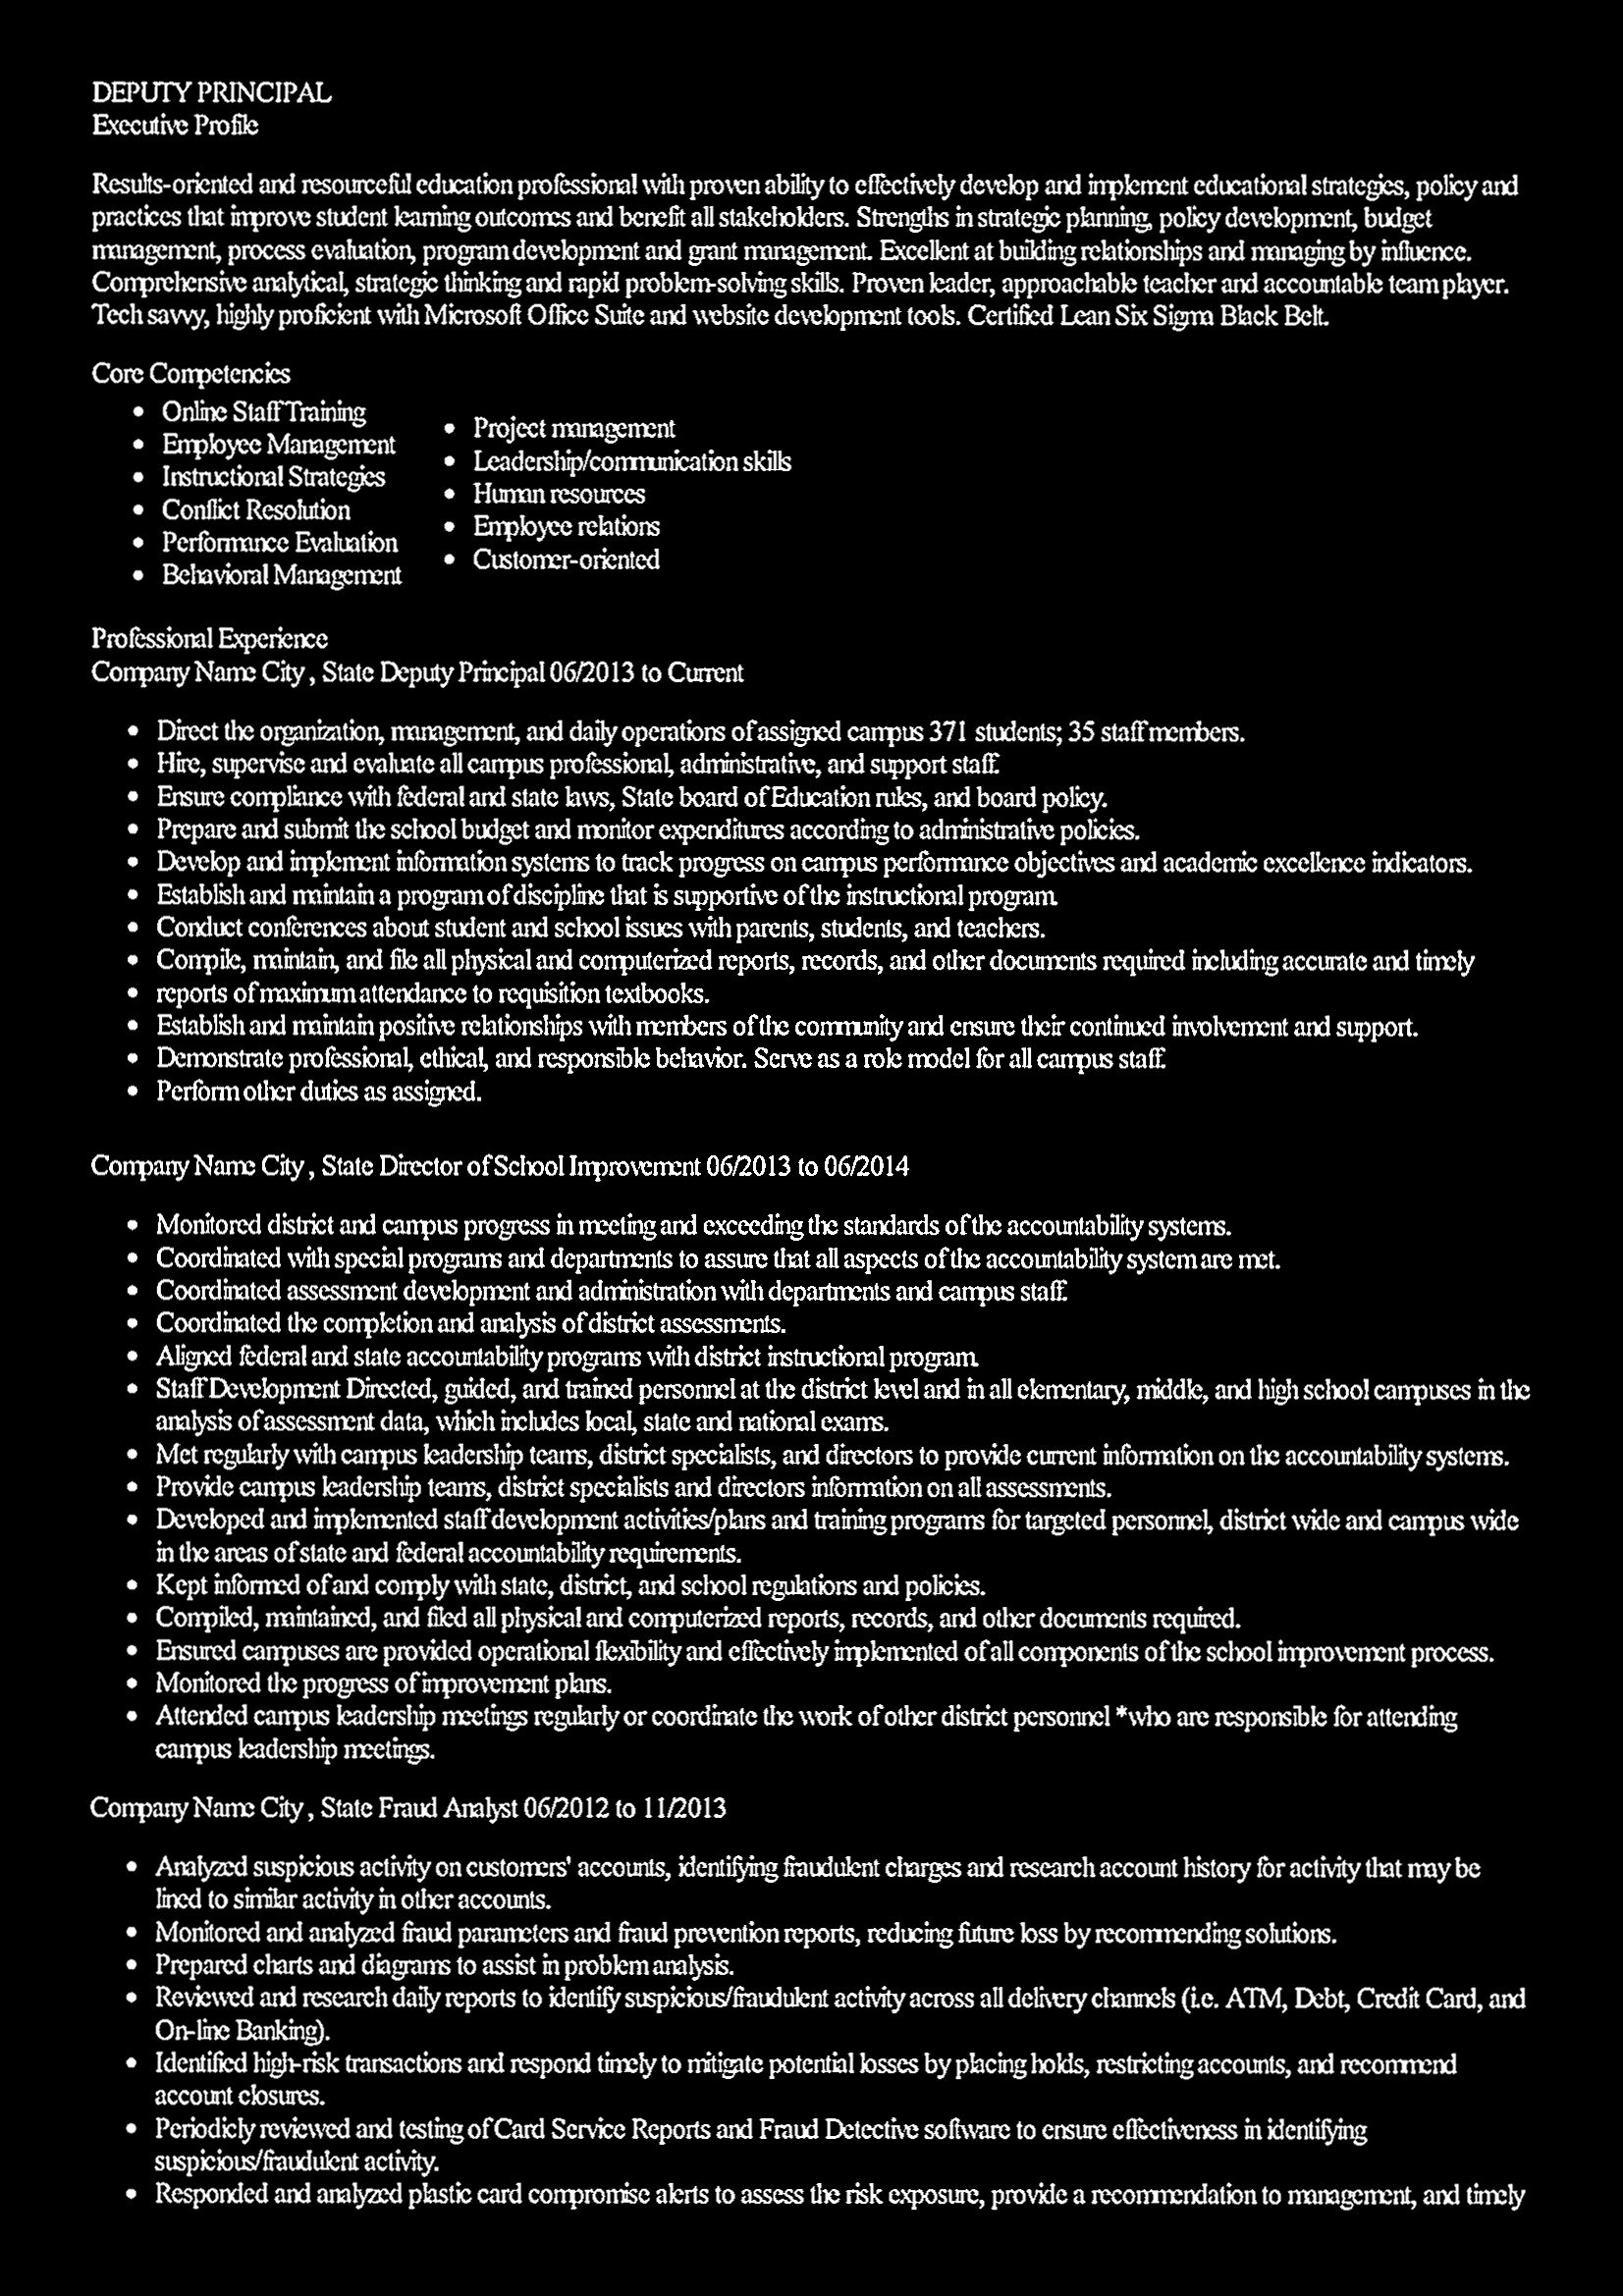 DEPUTY PRINCIPAL
Executive Profile
Results-oriented and resourceful education professional with proven ability to effectively develop and implement educational strategies, policy and
practices that improve student learning outcomes and benefit all stakeholders. Strengths in strategic planning, policy development, budget
management, process evaluation, program development and grant management. Excellent at building relationships and managing by influence.
Comprehensive analytical, strategic thinking and rapid problem-solving skills. Proven leader, approachable teacher and accountable team player.
Tech savvy, highly proficient with Microsoft Office Suite and website development tools. Certified Lean Six Sigma Black Belt.
Core Competencies
• Online Staff Training
• Employee Management
• Instructional Strategies
• Conflict Resolution
• Performance Evaluation
• Behavioral Management
• Project management
• Leadership/communication skills
• Human resources
• Employee relations
• Customer-oriented
Professional Experience
Company Name City , State Deputy Principal 06/2013 to Current
• Direct the organization, management, and daily operations of assigned campus 371 students; 35 staff members.
• Hire, supervise and evaluate all campus professional, administrative, and support staff.
• Ensure compliance with federal and state laws, State board of Education rules, and board policy.
• Prepare and submit the school budget and monitor expenditures according to administrative policies.
• Develop and implement information systems to track progress on campus performance objectives and academic excellence indicators.
• Establish and maintain a program of discipline that is supportive of the instructional program.
• Conduct conferences about student and school issues with parents, students, and teachers.
• Compile, maintain, and file all physical and computerized reports, records, and other documents required including accurate and timely
• reports of maximum attendance to requisition textbooks.
• Establish and maintain positive relationships with members of the community and ensure their continued involvement and support.
• Demonstrate professional, ethical, and responsible behavior. Serve as a role model for all campus staff.
• Perform other duties as assigned.
Company Name City , State Director of School Improvement 06/2013 to 06/2014
• Monitored district and campus progress in meeting and exceeding the standards of the accountability systems.
• Coordinated with special programs and departments to assure that all aspects of the accountability system are met.
• Coordinated assessment development and administration with departments and campus staff.
• Coordinated the completion and analysis of district assessments.
• Aligned federal and state accountability programs with district instructional program.
• Staff Development Directed, guided, and trained personnel at the district level and in all elementary, middle, and high school campuses in the
analysis of assessment data, which includes local, state and national exams.
• Met regularly with campus leadership teams, district specialists, and directors to provide current information on the accountability systems.
• Provide campus leadership teams, district specialists and directors information on all assessments.
• Developed and implemented staff development activities/plans and training programs for targeted personnel, district wide and campus wide
in the areas of state and federal accountability requirements.
• Kept informed of and comply with state, district, and school regulations and policies.
• Compiled, maintained, and filed all physical and computerized reports, records, and other documents required.
• Ensured campuses are provided operational flexibility and effectively implemented of all components of the school improvement process.
• Monitored the progress of improvement plans.
• Attended campus leadership meetings regularly or coordinate the work of other district personnel *who are responsible for attending
campus leadership meetings.
Company Name City , State Fraud Analyst 06/2012 to 11/2013
• Analyzed suspicious activity on customers' accounts, identifying fraudulent charges and research account history for activity that may be
lined to similar activity in other accounts.
• Monitored and analyzed fraud parameters and fraud prevention reports, reducing future loss by recommending solutions.
• Prepared charts and diagrams to assist in problem analysis.
• Reviewed and research daily reports to identify suspicious/fraudulent activity across all delivery channels (i.e. ATM, Debt, Credit Card, and
On-line Banking).
• Identified high-risk transactions and respond timely to mitigate potential losses by placing holds, restricting accounts, and recommend
account closures.
• Periodicly reviewed and testing of Card Service Reports and Fraud Detective software to ensure effectiveness in identifying
suspicious/fraudulent activity.
• Responded and analyzed plastic card compromise alerts to assess the risk exposure, provide a recommendation to management, and timely